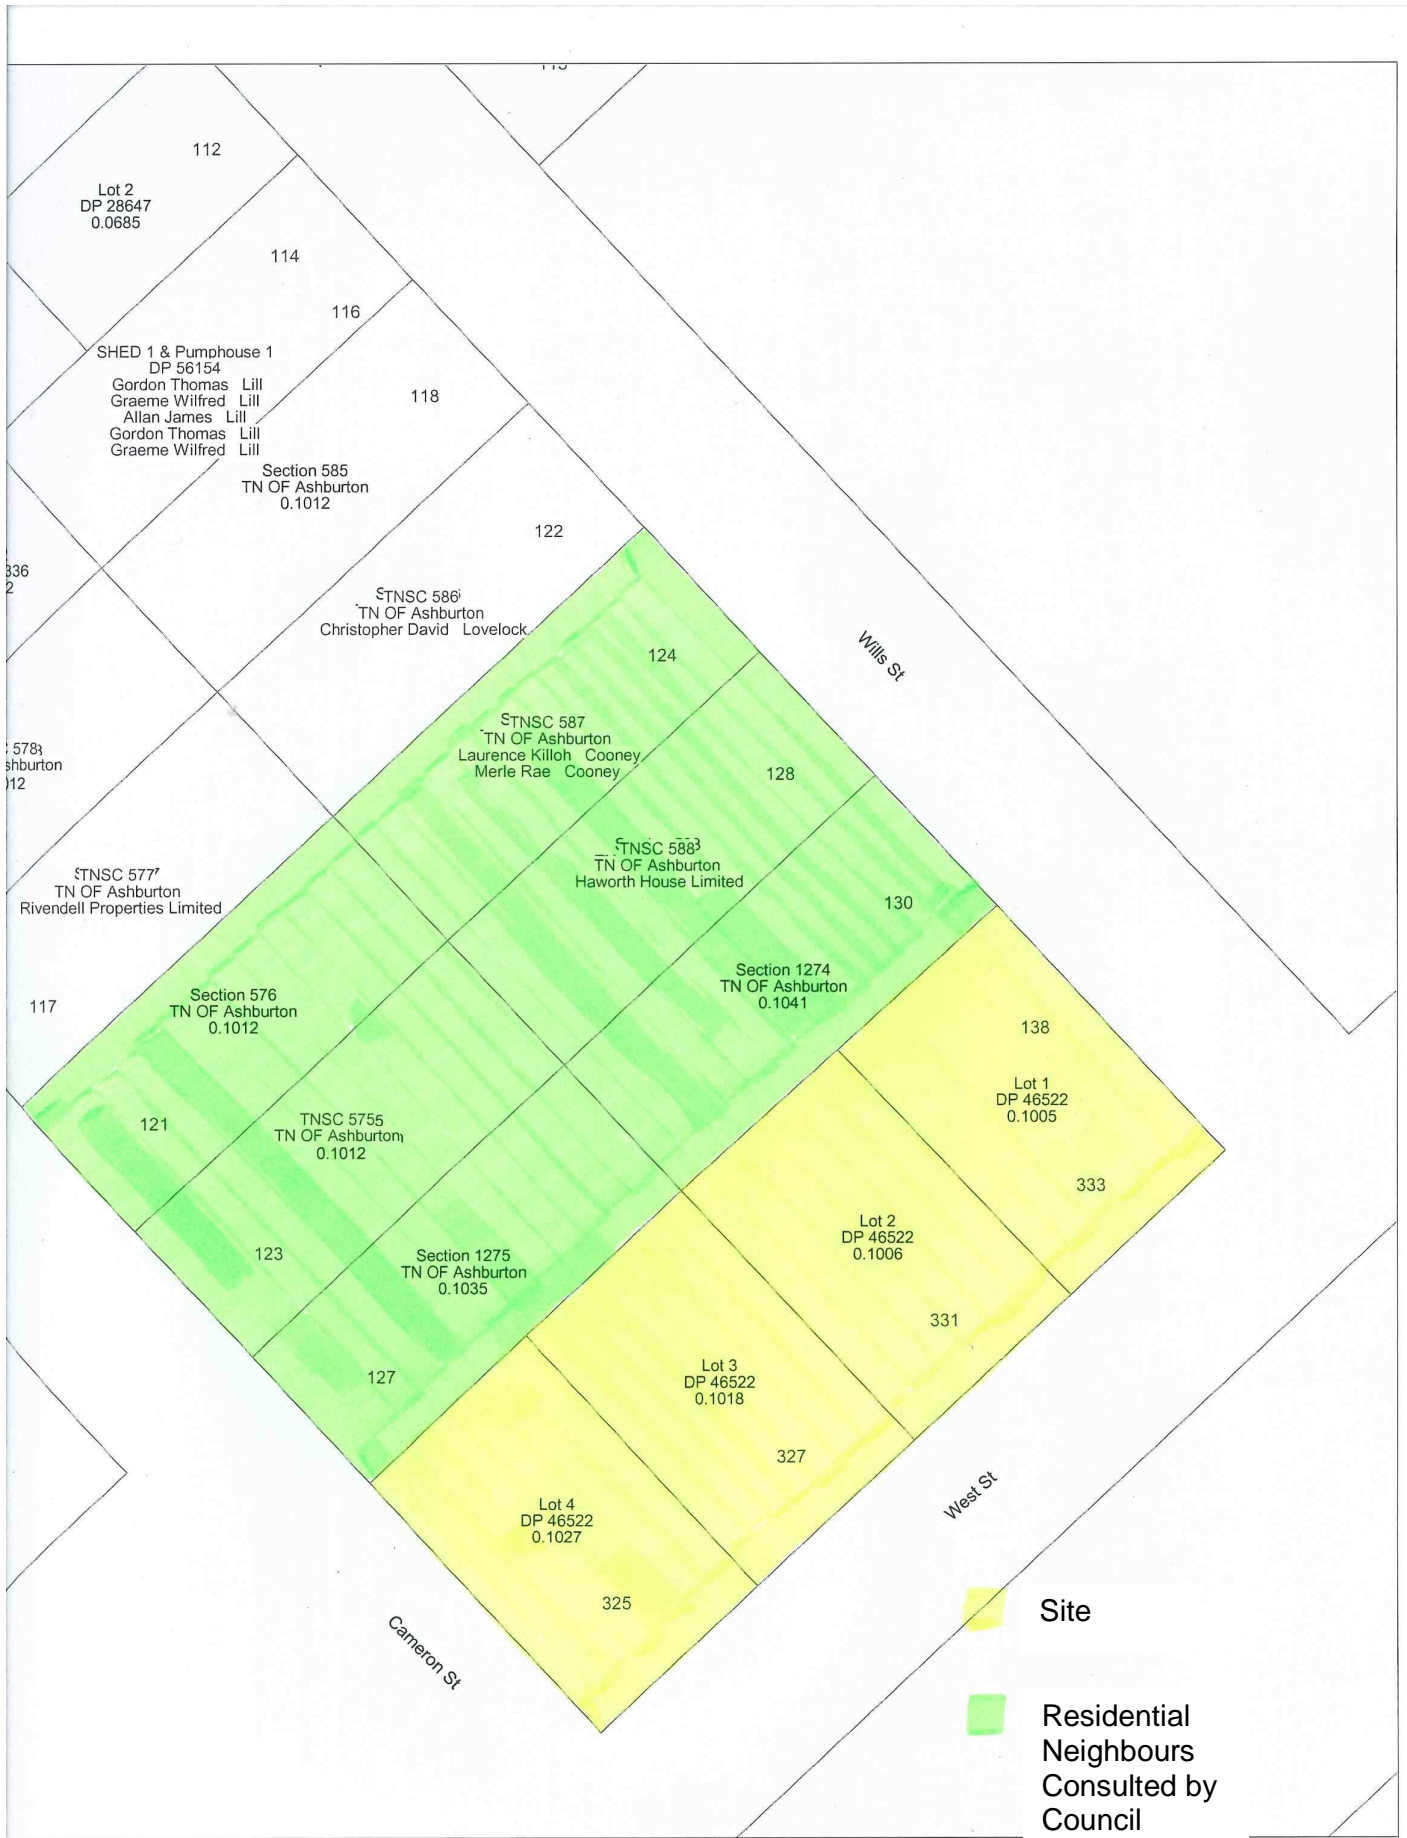 112
Lot 2
DP 28647
0.0685
114
116
SHED 1 & Pumphouse 1
DP 56154
Gordon Thomas Lill
Graeme Wilfred Lill
Allan James Lill
Gordon Thomas Lill
Graeme Wilfred Lill
118
Section 585
TN OF Ashburton
0.1012
122
TNSC 586
TN OF Ashburton
Christopher David Lovelock
336
2
Wills St
124
TNSC 587
TN OF Ashburton
Laurence Killoh Cooney
Merle Rae Cooney
578
shburton
012
128
TNSC 588
TN OF Ashburton
Haworth House Limited
TNSC 577
TN OF Ashburton
Rivendell Properties Limited
130
Section 1274
TN OF Ashburton
0.1041
117
Section 576
TN OF Ashburton
0.1012
138
Lot 1
DP 46522
0.1005
121
TNSC 575
TN OF Ashburton
0.1012
333
Lot 2
DP 46522
0.1006
123
Section 1275
TN OF Ashburton
0.1035
331
127
Lot 3
DP 46522
0.1018
327
West St
Lot 4
DP 46522
0.1027
325
Cameron St
Site
Residential
Neighbours
Consulted by
Council